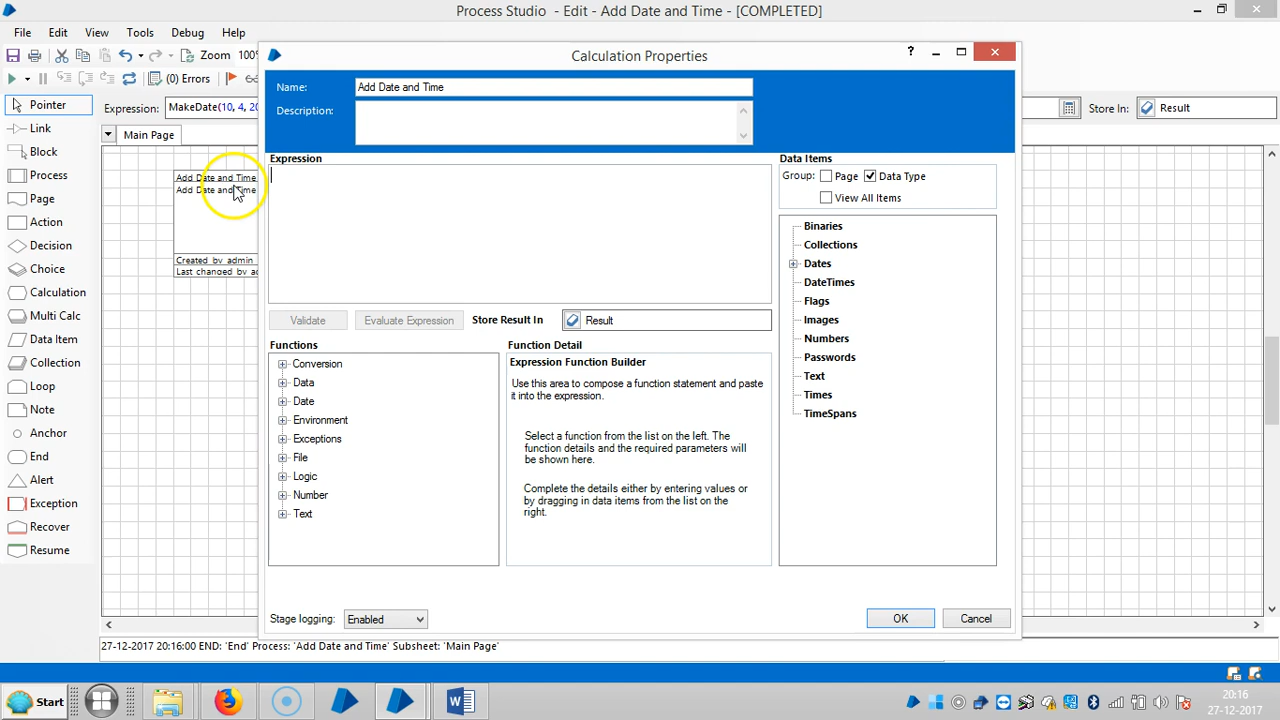 Process Studio - Edit - Add Date and Time - [COMPLETED]
File Edit View Tools Debug Help
Zoom 100%
(0) Errors
Calculation Properties
Name: Add Date and Time
Description:
Expression: MakeDate(10, 4, 20
Store In: Result
Main Page
Pointer
Link
Block
Process
Page
Action
Decision
Choice
Calculation
Multi Calc
Data Item
Collection
Loop
Note
Anchor
End
Alert
Exception
Recover
Resume
Add Date and Time
Add Date and Time
Created by admin
Last changed by ad
Expression
Validate
Evaluate Expression
Store Result In
Result
Functions
Conversion
Data
Date
Environment
Exceptions
File
Logic
Number
Text
Function Detail
Expression Function Builder
Use this area to compose a function statement and paste
it into the expression.
Select a function from the list on the left. The
function details and the required parameters will
be shown here.
Complete the details either by entering values or
by dragging in data items from the list on the
right.
Data Items
Group: Page Data Type
View All Items
Binaries
Collections
Dates
DateTimes
Flags
Images
Numbers
Passwords
Text
Times
TimeSpans
Stage logging: Enabled
OK
Cancel
27-12-2017 20:16:00 END: 'End' Process: 'Add Date and Time' Subsheet: 'Main Page'
Start
20:16
27-12-2017